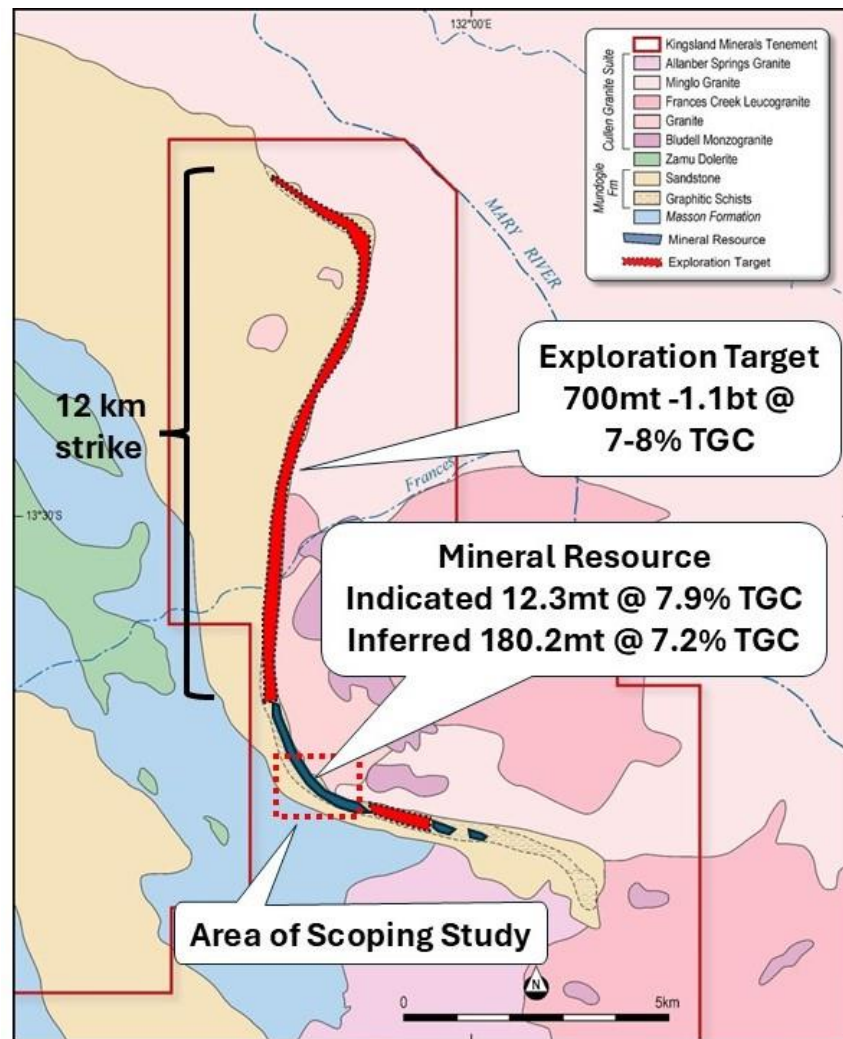 132°00'E
Kingsland Minerals Tenement
Cullen Granite Suite
Allanber Springs Granite
Minglo Granite
Frances Creek Leucogranite
Granite
Bludell Monzogranite
Zamu Dolerite
Mundogie Fm
Sandstone
Graphitic Schists
Masson Formation
Mineral Resource
Exploration Target
MARY RIVER
Exploration Target
700mt -1.1bt @
7-8% TGC
12 km
strike
Frances
13°30'S
Mineral Resource
Indicated 12.3mt @ 7.9% TGC
Inferred 180.2mt @ 7.2% TGC
Area of Scoping Study
N
0 5km